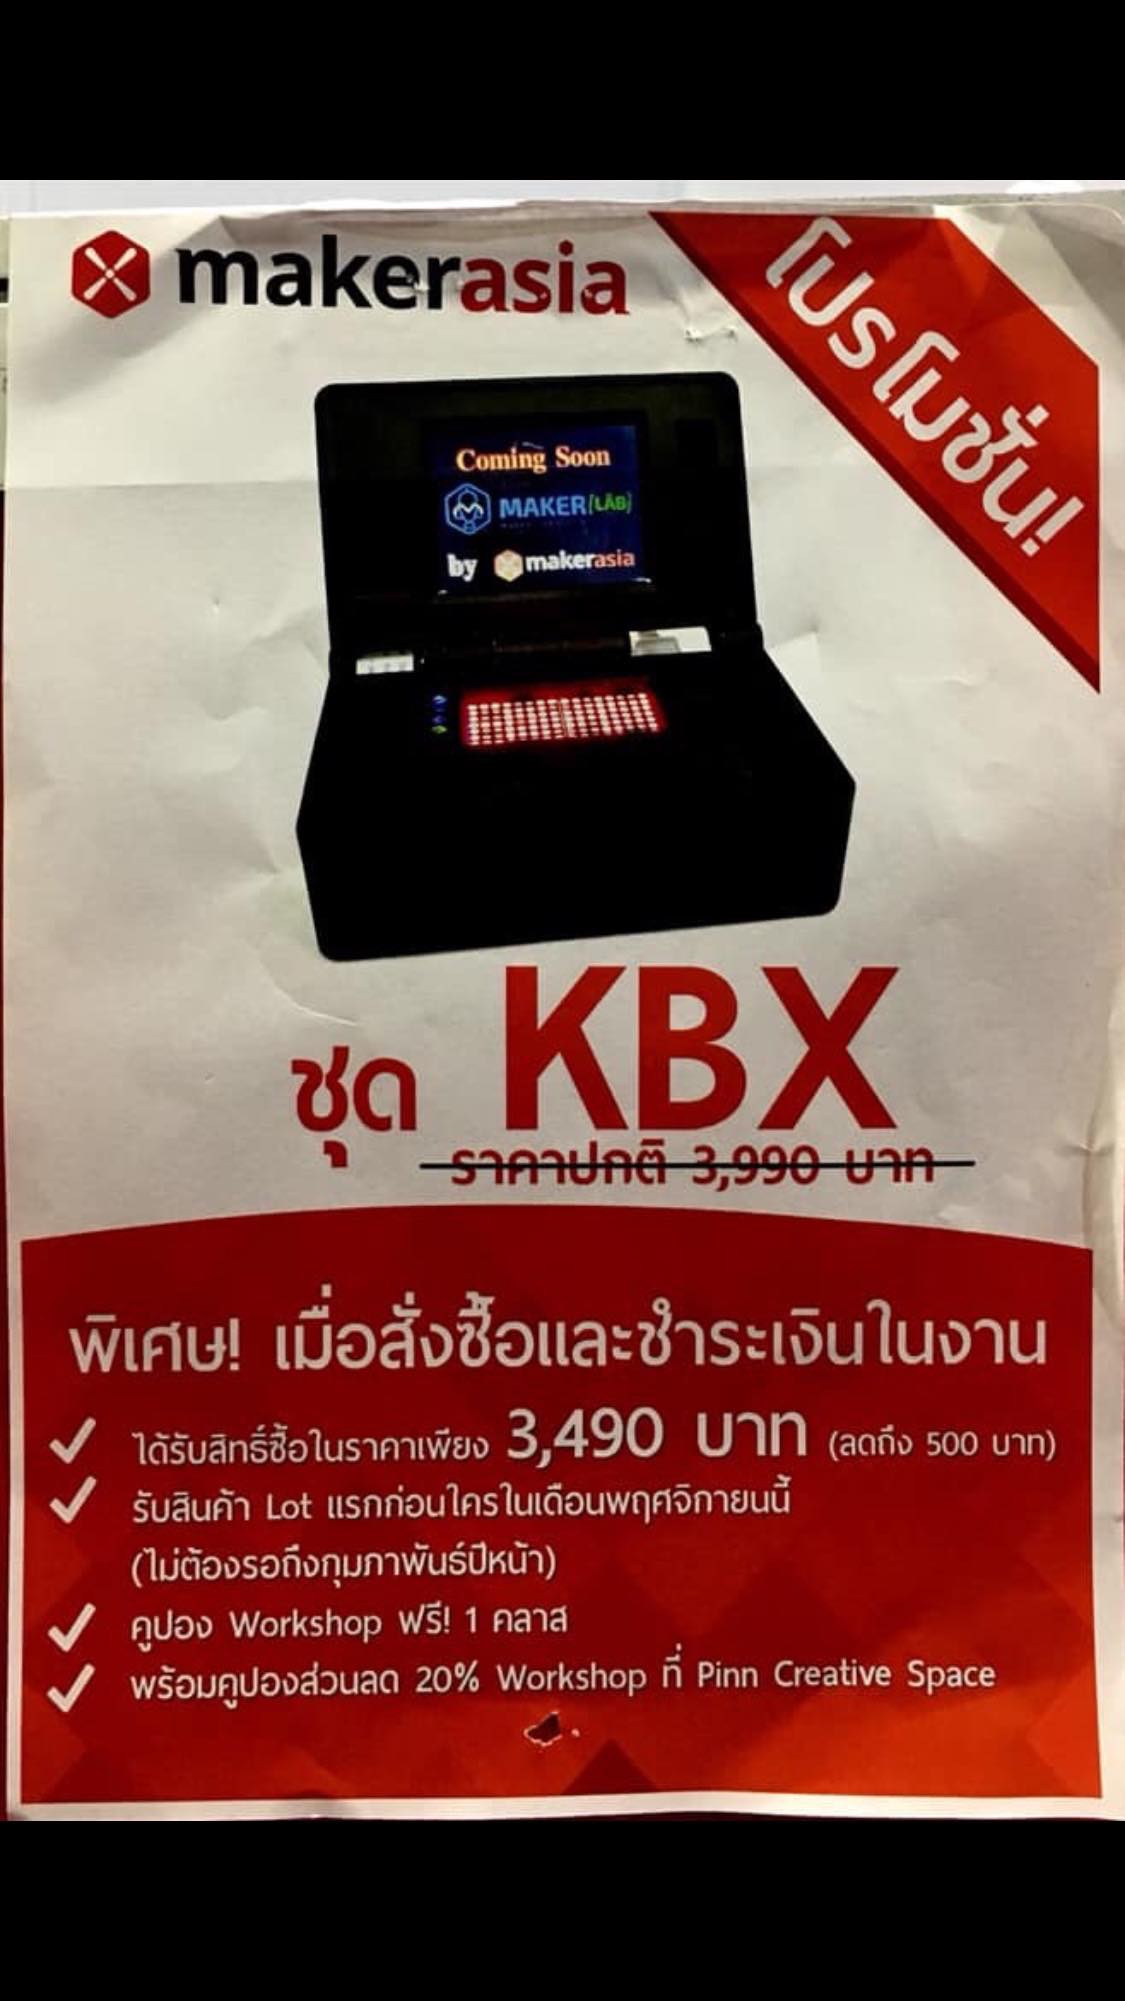 makerasia
โปรโมชั่น!
Coming Soon
MAKER[LAB]
by makerasia
ชุด KBX
ราคาปกติ 3,990 บาท
พิเศษ! เมื่อสั่งซื้อและชำระเงินในงาน
ได้รับสิทธิ์ซื้อในราคาเพียง 3,490 บาท (ลดถึง 500 บาท)
รับสินค้า Lot แรกก่อนใครในเดือนพฤศจิกายนนี้
(ไม่ต้องรอถึงกุมภาพันธ์ปีหน้า)
คูปอง Workshop ฟรี! 1 คลาส
พร้อมคูปองส่วนลด 20% Workshop ที่ Pinn Creative Space